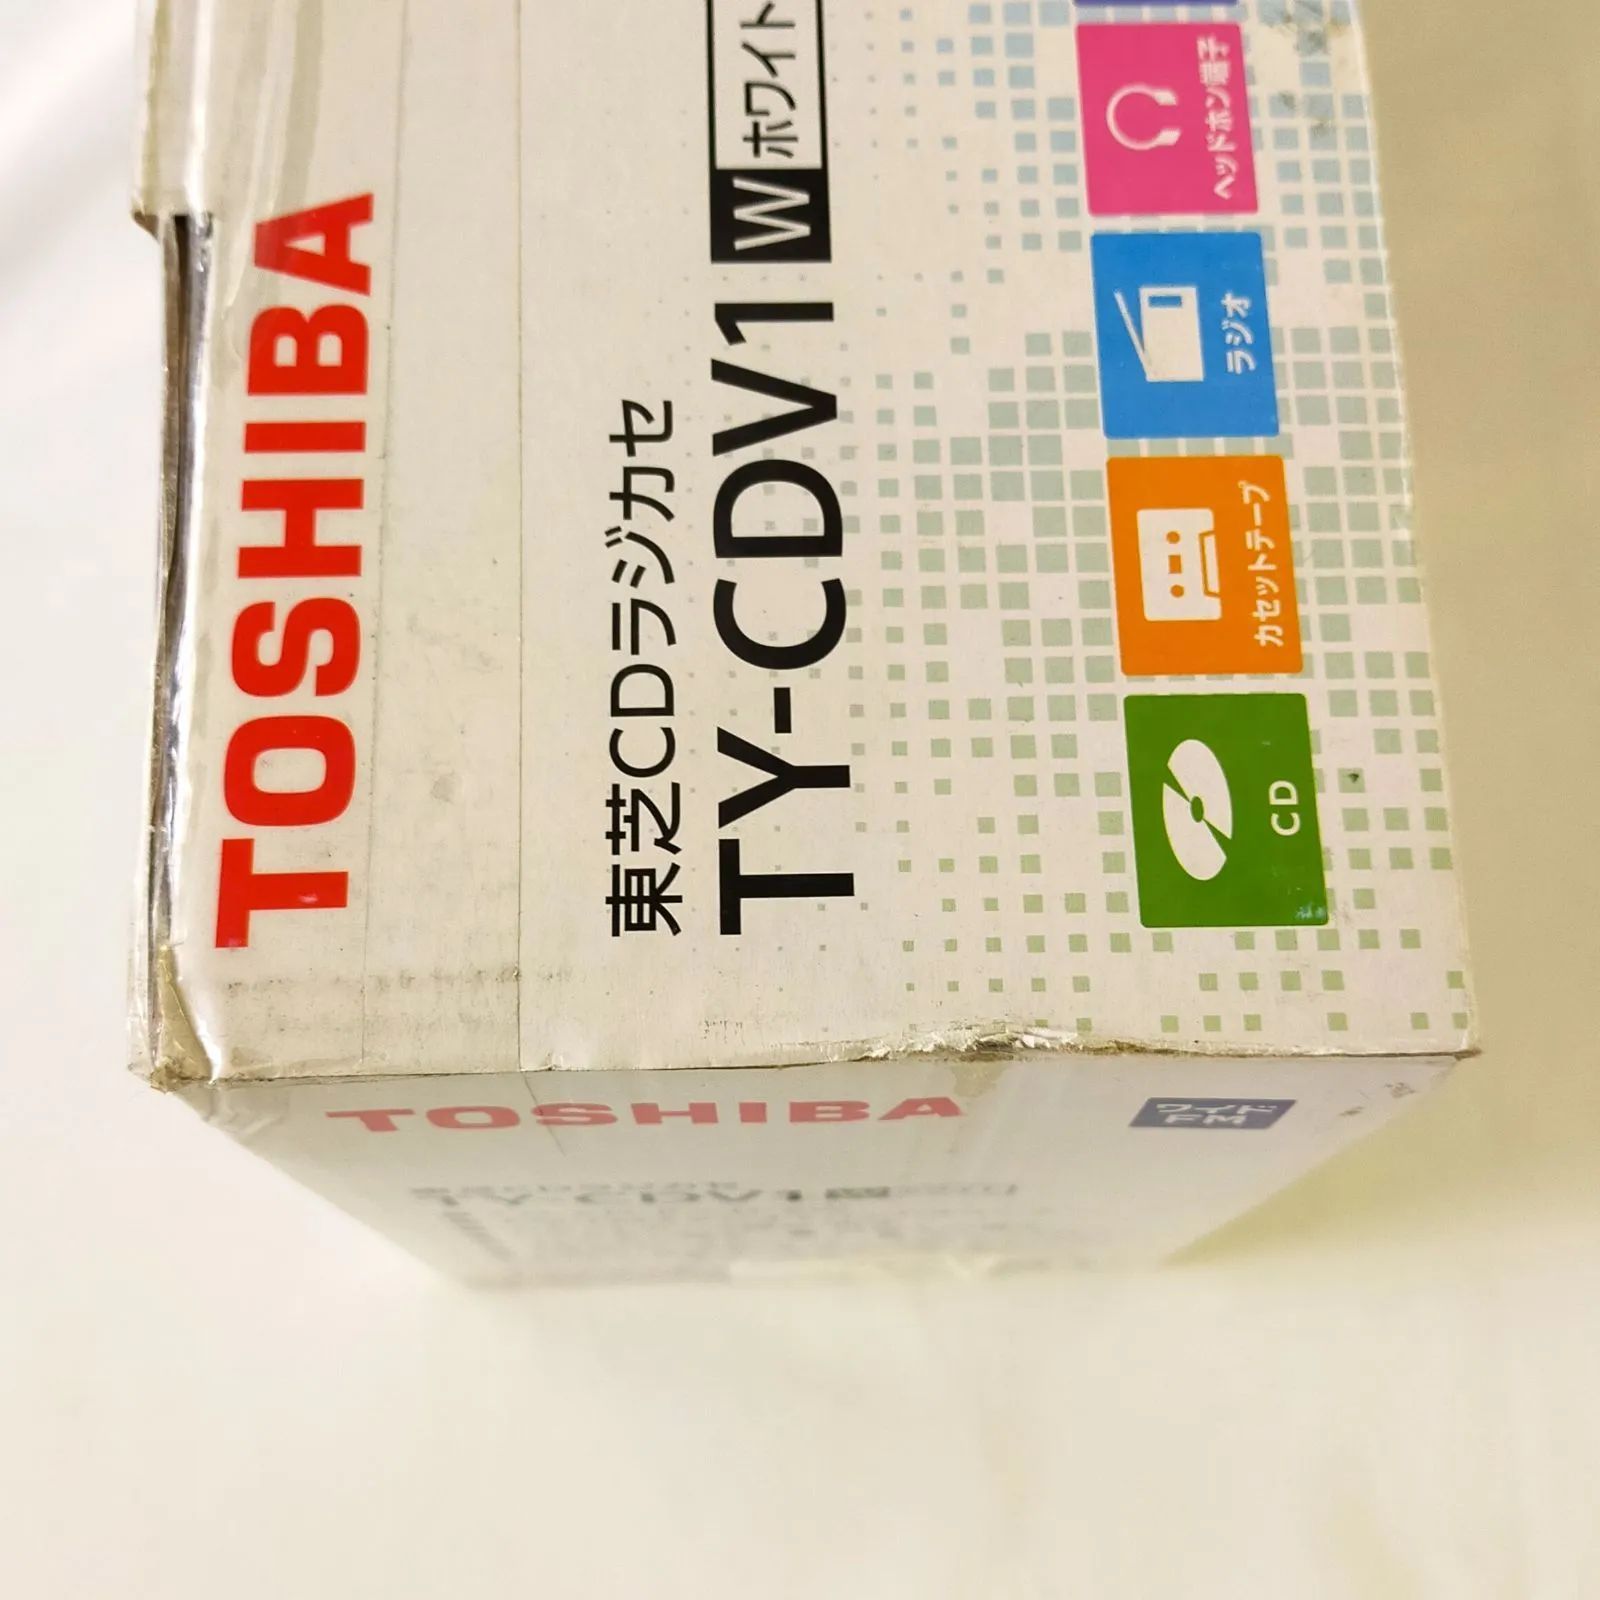 TOSHIBA
東芝CDラジカセ
TY-CDV1 W ホワイト
CD
カセットテープ
ラジオ
ヘッドホン端子
TOSHIBA
ワイド
FM
TY-CDV1